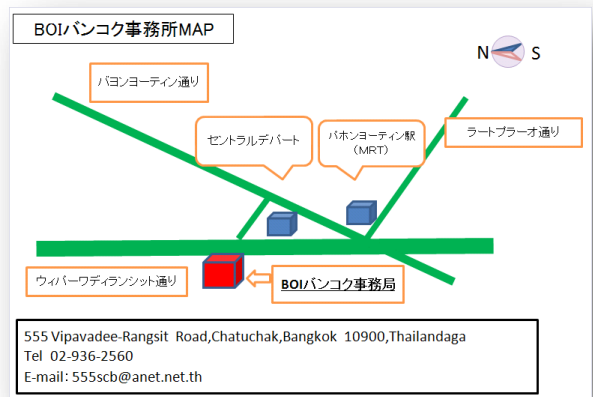 BOIバンコク事務所MAP
N S
バヨンヨーティン通り
セントラルデパート
パホンヨーティン駅
(MRT)
ラートプラーオ通り
ウィパーワディランシット通り
BOIバンコク事務局
555 Vipavadee-Rangsit Road,Chatuchak,Bangkok 10900,Thailandaga
Tel 02-936-2560
E-mail: 555scb@anet.net.th